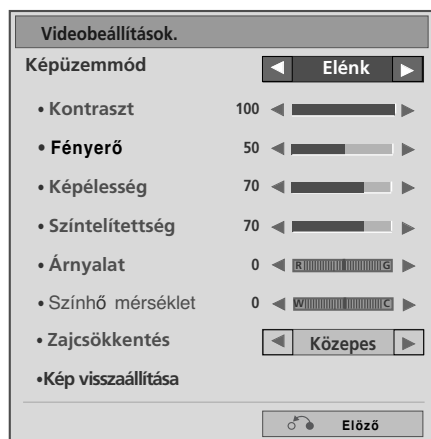 Videobeállítások.
Képüzemmód ◀ Elénk ▶
• Kontraszt 100 ◀ ▶
• Fényerő 50 ◀ ▶
• Képélesség 70 ◀ ▶
• Színtelítettség 70 ◀ ▶
• Árnyalat 0 ◀ R G ▶
• Színhő mérséklet 0 ◀ W C ▶
• Zajcsökkentés ◀ Közepes ▶
•Kép visszaállítása
Előző